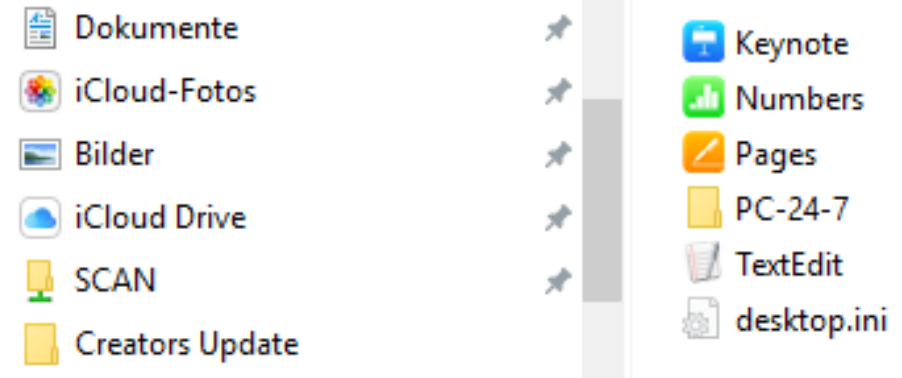 Dokumente
iCloud-Fotos
Bilder
iCloud Drive
SCAN
Creators Update
Keynote
Numbers
Pages
PC-24-7
TextEdit
desktop.ini